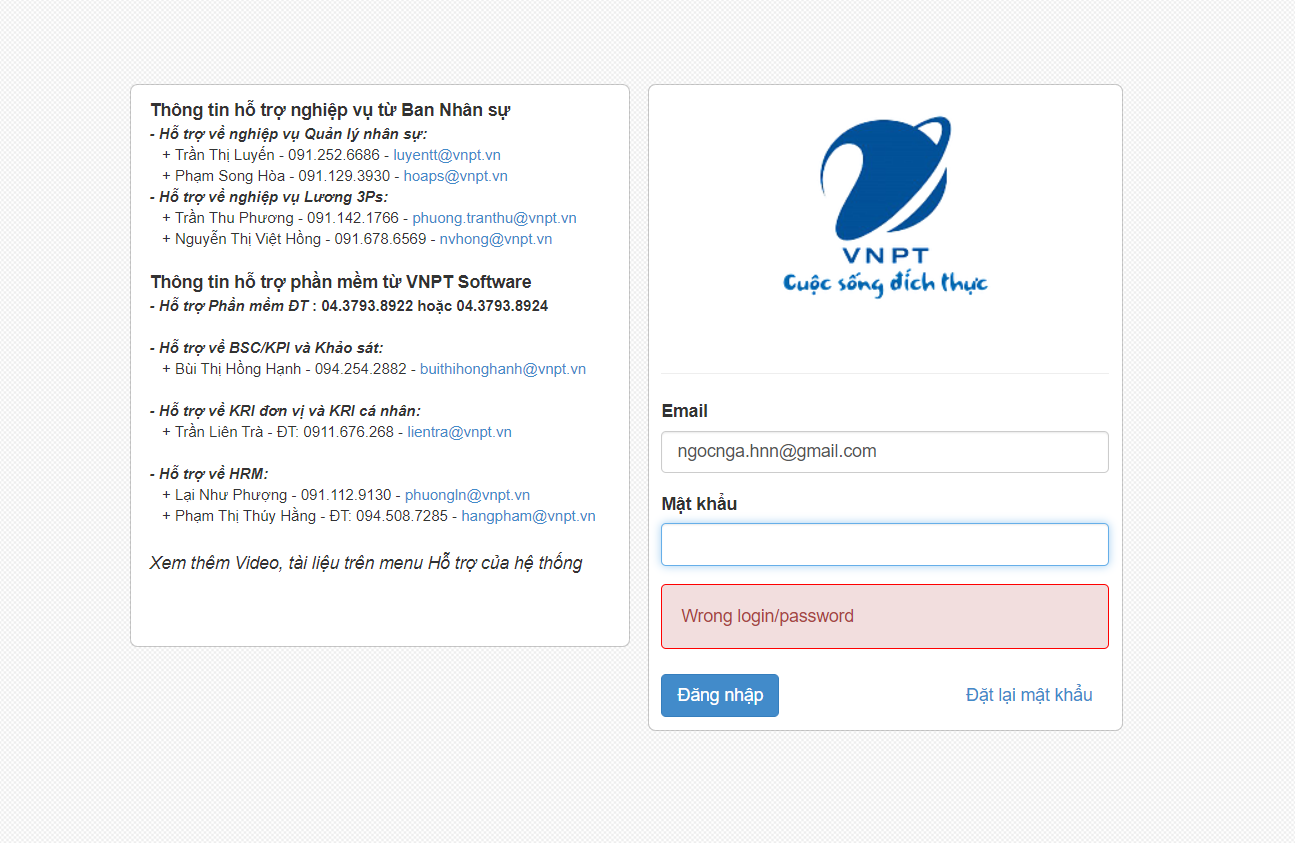 Thông tin hỗ trợ nghiệp vụ từ Ban Nhân sự
- Hỗ trợ về nghiệp vụ Quản lý nhân sự:
+ Trần Thị Luyến - 091.252.6686 - luyentt@vnpt.vn
+ Phạm Song Hòa - 091.129.3930 - hoaps@vnpt.vn
- Hỗ trợ về nghiệp vụ Lương 3Ps:
+ Trần Thu Phương - 091.142.1766 - phuong.tranthu@vnpt.vn
+ Nguyễn Thị Việt Hồng - 091.678.6569 - nvhong@vnpt.vn
Thông tin hỗ trợ phần mềm từ VNPT Software
- Hỗ trợ Phần mềm ĐT : 04.3793.8922 hoặc 04.3793.8924
- Hỗ trợ về BSC/KPI và Khảo sát:
+ Bùi Thị Hồng Hạnh - 094.254.2882 - buithihonghanh@vnpt.vn
- Hỗ trợ về KRI đơn vị và KRI cá nhân:
+ Trần Liên Trà - ĐT: 0911.676.268 - lientra@vnpt.vn
- Hỗ trợ về HRM:
+ Lại Như Phượng - 091.112.9130 - phuongln@vnpt.vn
+ Phạm Thị Thúy Hằng - ĐT: 094.508.7285 - hangpham@vnpt.vn
Xem thêm Video, tài liệu trên menu Hỗ trợ của hệ thống
VNPT
Cuộc sống đích thực
Email
ngocnga.hnn@gmail.com
Mật khẩu
Wrong login/password
Đăng nhập
Đặt lại mật khẩu